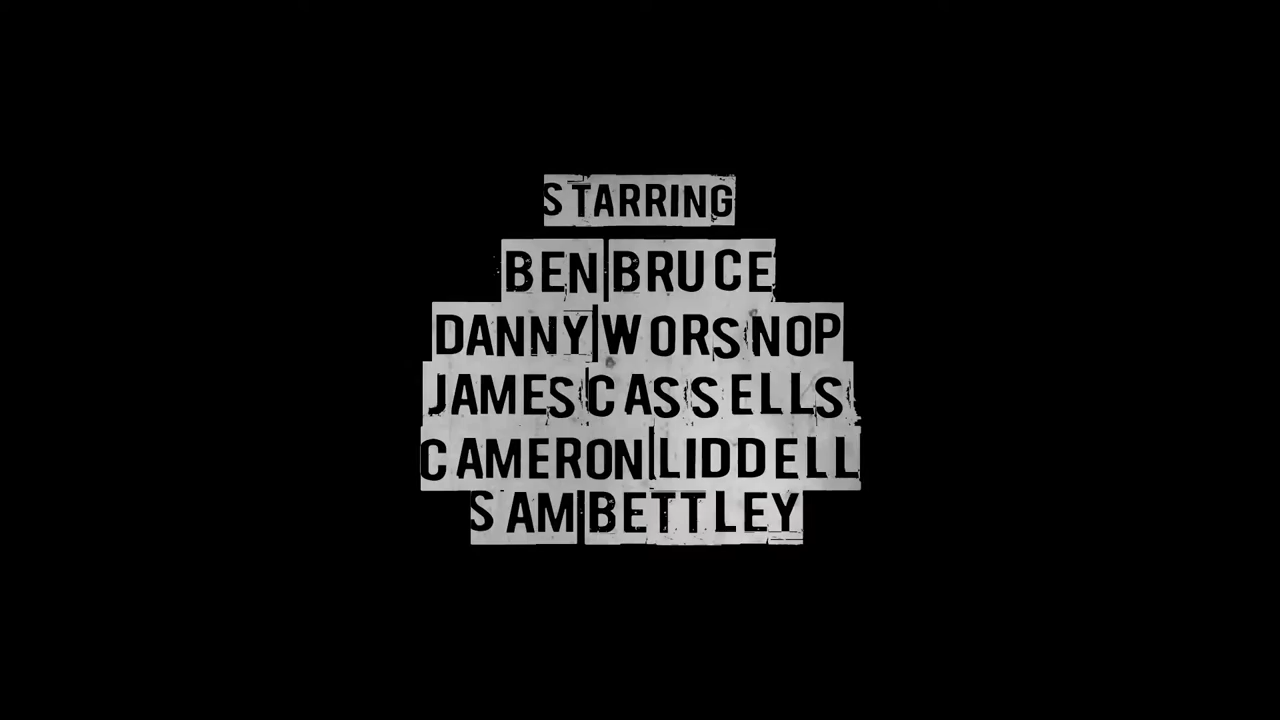 STARRING
BEN BRUCE
DANNY WORSNOP
JAMES CASSELLS
CAMERON LIDDELL
SAM BETTLEY